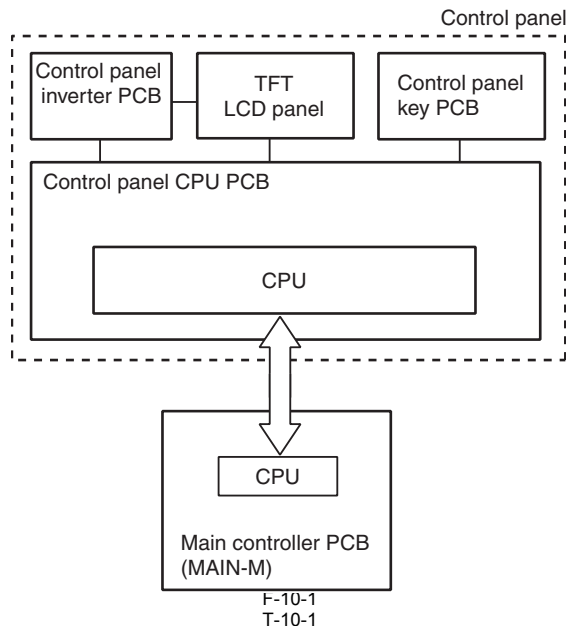 Control panel
Control panel
inverter PCB
TFT
LCD panel
Control panel
key PCB
Control panel CPU PCB
CPU
CPU
Main controller PCB
(MAIN-M)
F-10-1
T-10-1